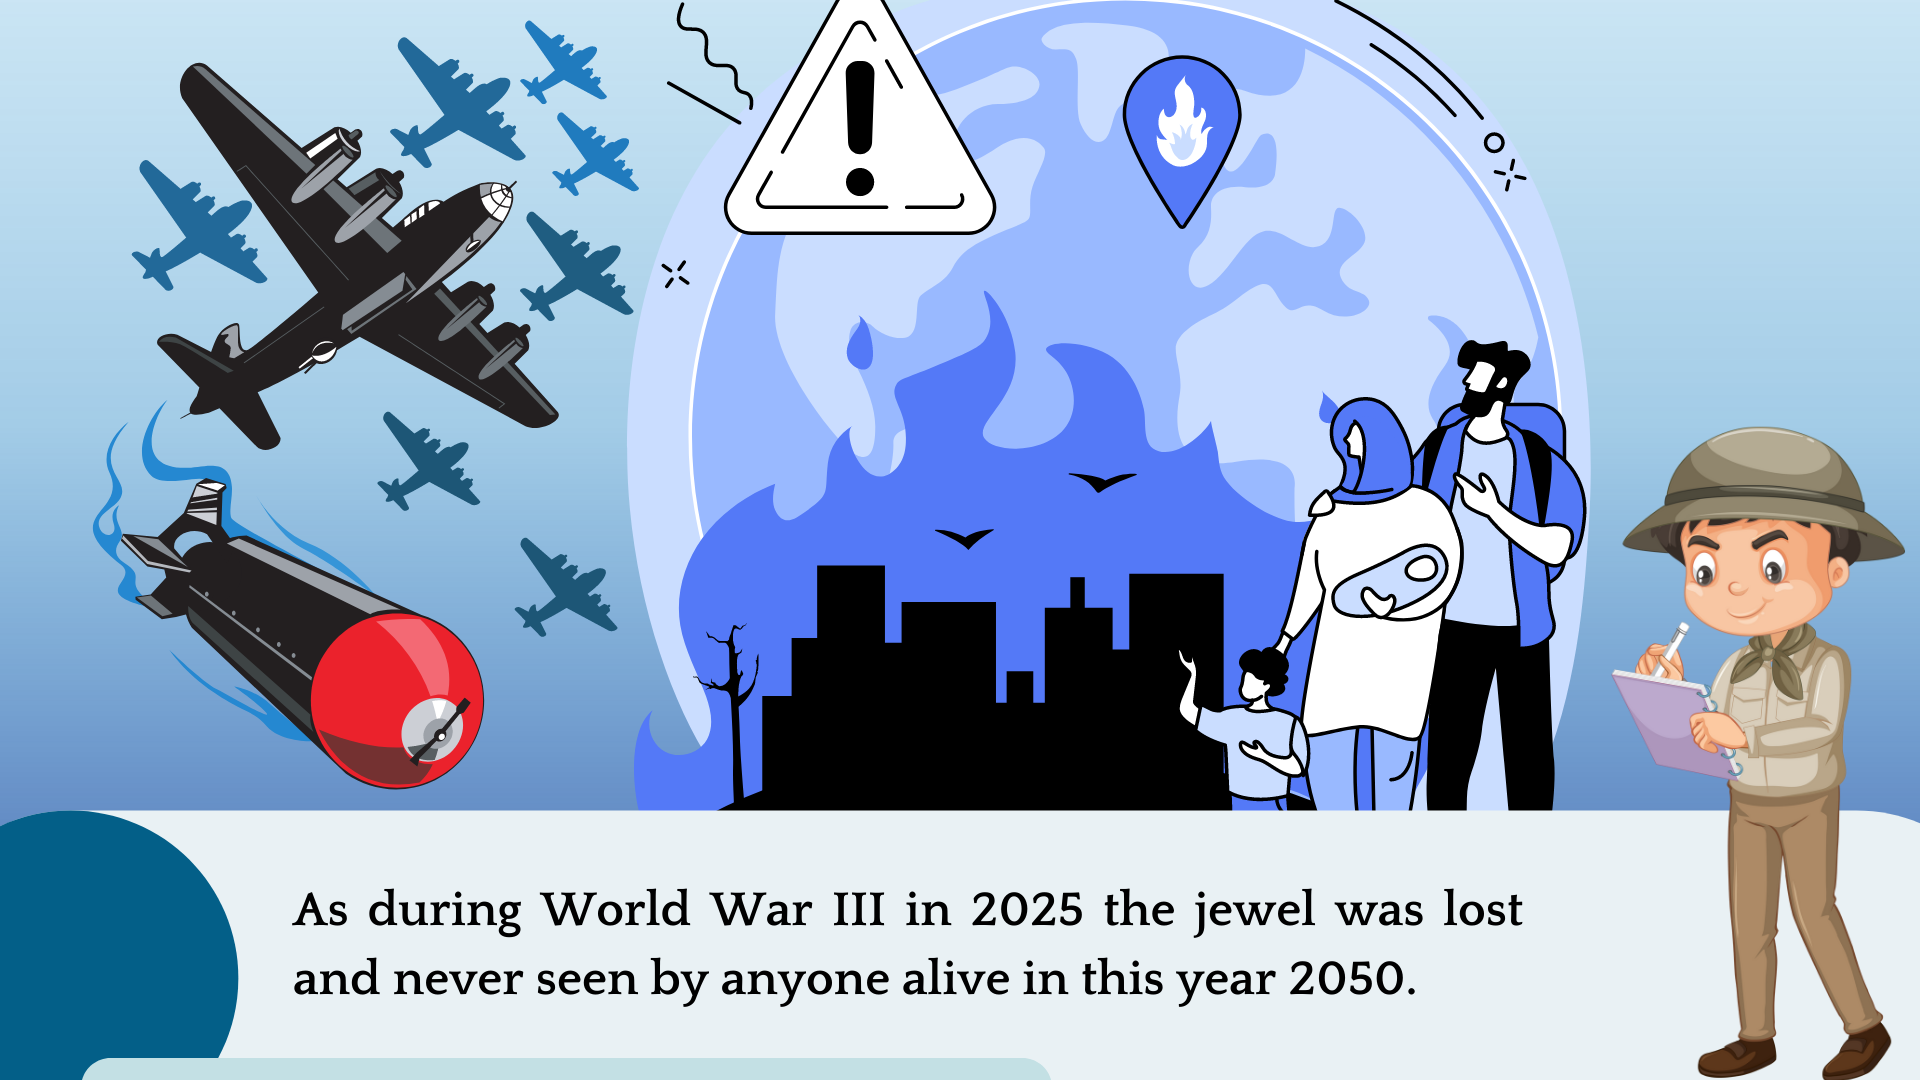 As during World War III in 2025 the jewel was lost
and never seen by anyone alive in this year 2050.